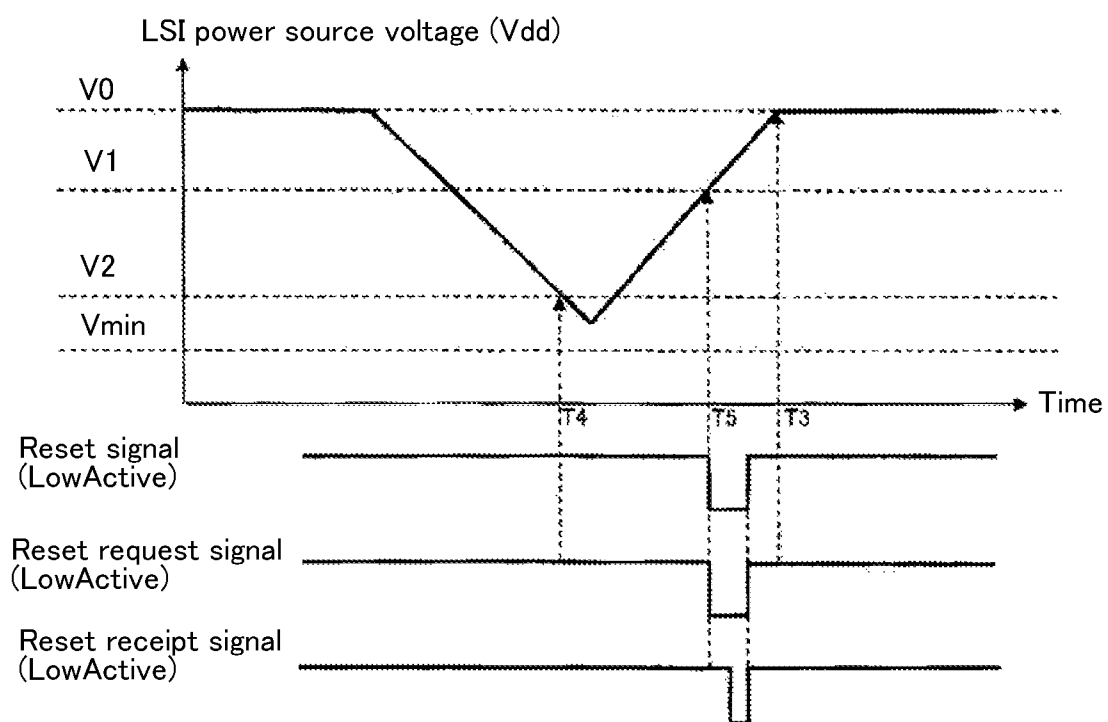 LSI power source voltage (Vdd)
V0
V1
V2
Vmin
Time
T4
T5
T3
Reset signal
(LowActive)
Reset request signal
(LowActive)
Reset receipt signal
(LowActive)